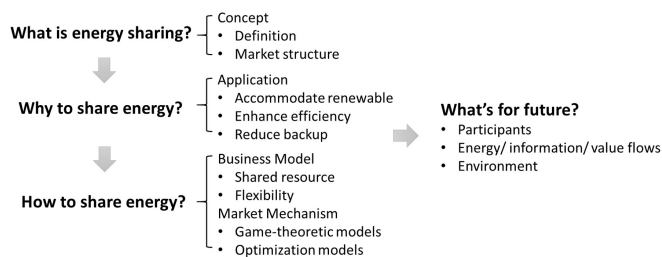 What is energy sharing?
Concept
• Definition
• Market structure
Why to share energy?
Application
• Accommodate renewable
• Enhance efficiency
• Reduce backup
How to share energy?
Business Model
• Shared resource
• Flexibility
Market Mechanism
• Game-theoretic models
• Optimization models
What's for future?
• Participants
• Energy/ information/ value flows
• Environment